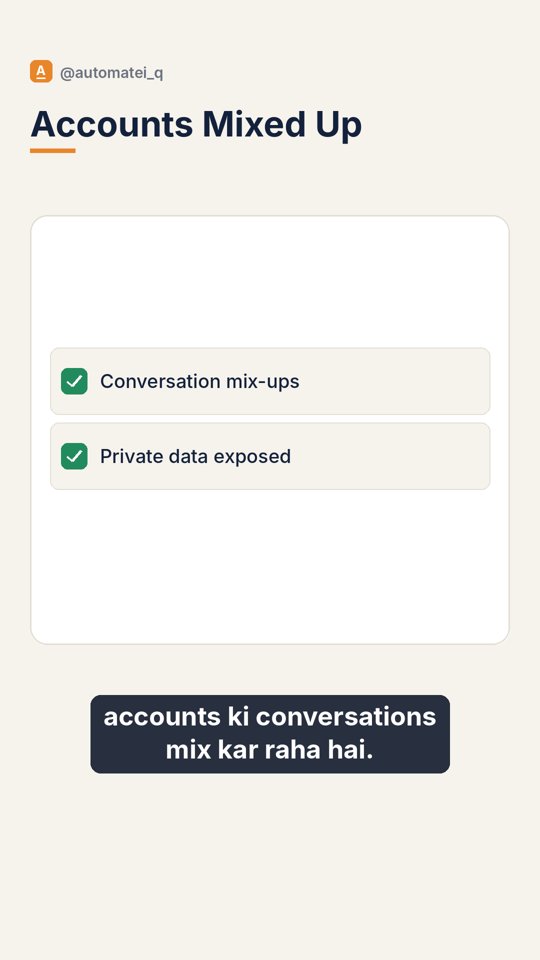 A
@automatei_q
Accounts Mixed Up
Conversation mix-ups
Private data exposed
accounts ki conversations
mix kar raha hai.